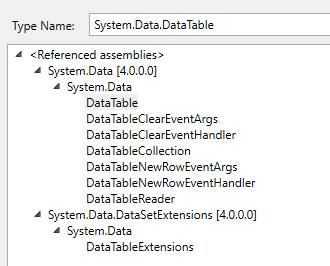 Type Name: System.Data.DataTable
<Referenced assemblies>
System.Data [4.0.0.0]
System.Data
DataTable
DataTableClearEventArgs
DataTableClearEventHandler
DataTableCollection
DataTableNewRowEventArgs
DataTableNewRowEventHandler
DataTableReader
System.Data.DataSetExtensions [4.0.0.0]
System.Data
DataTableExtensions